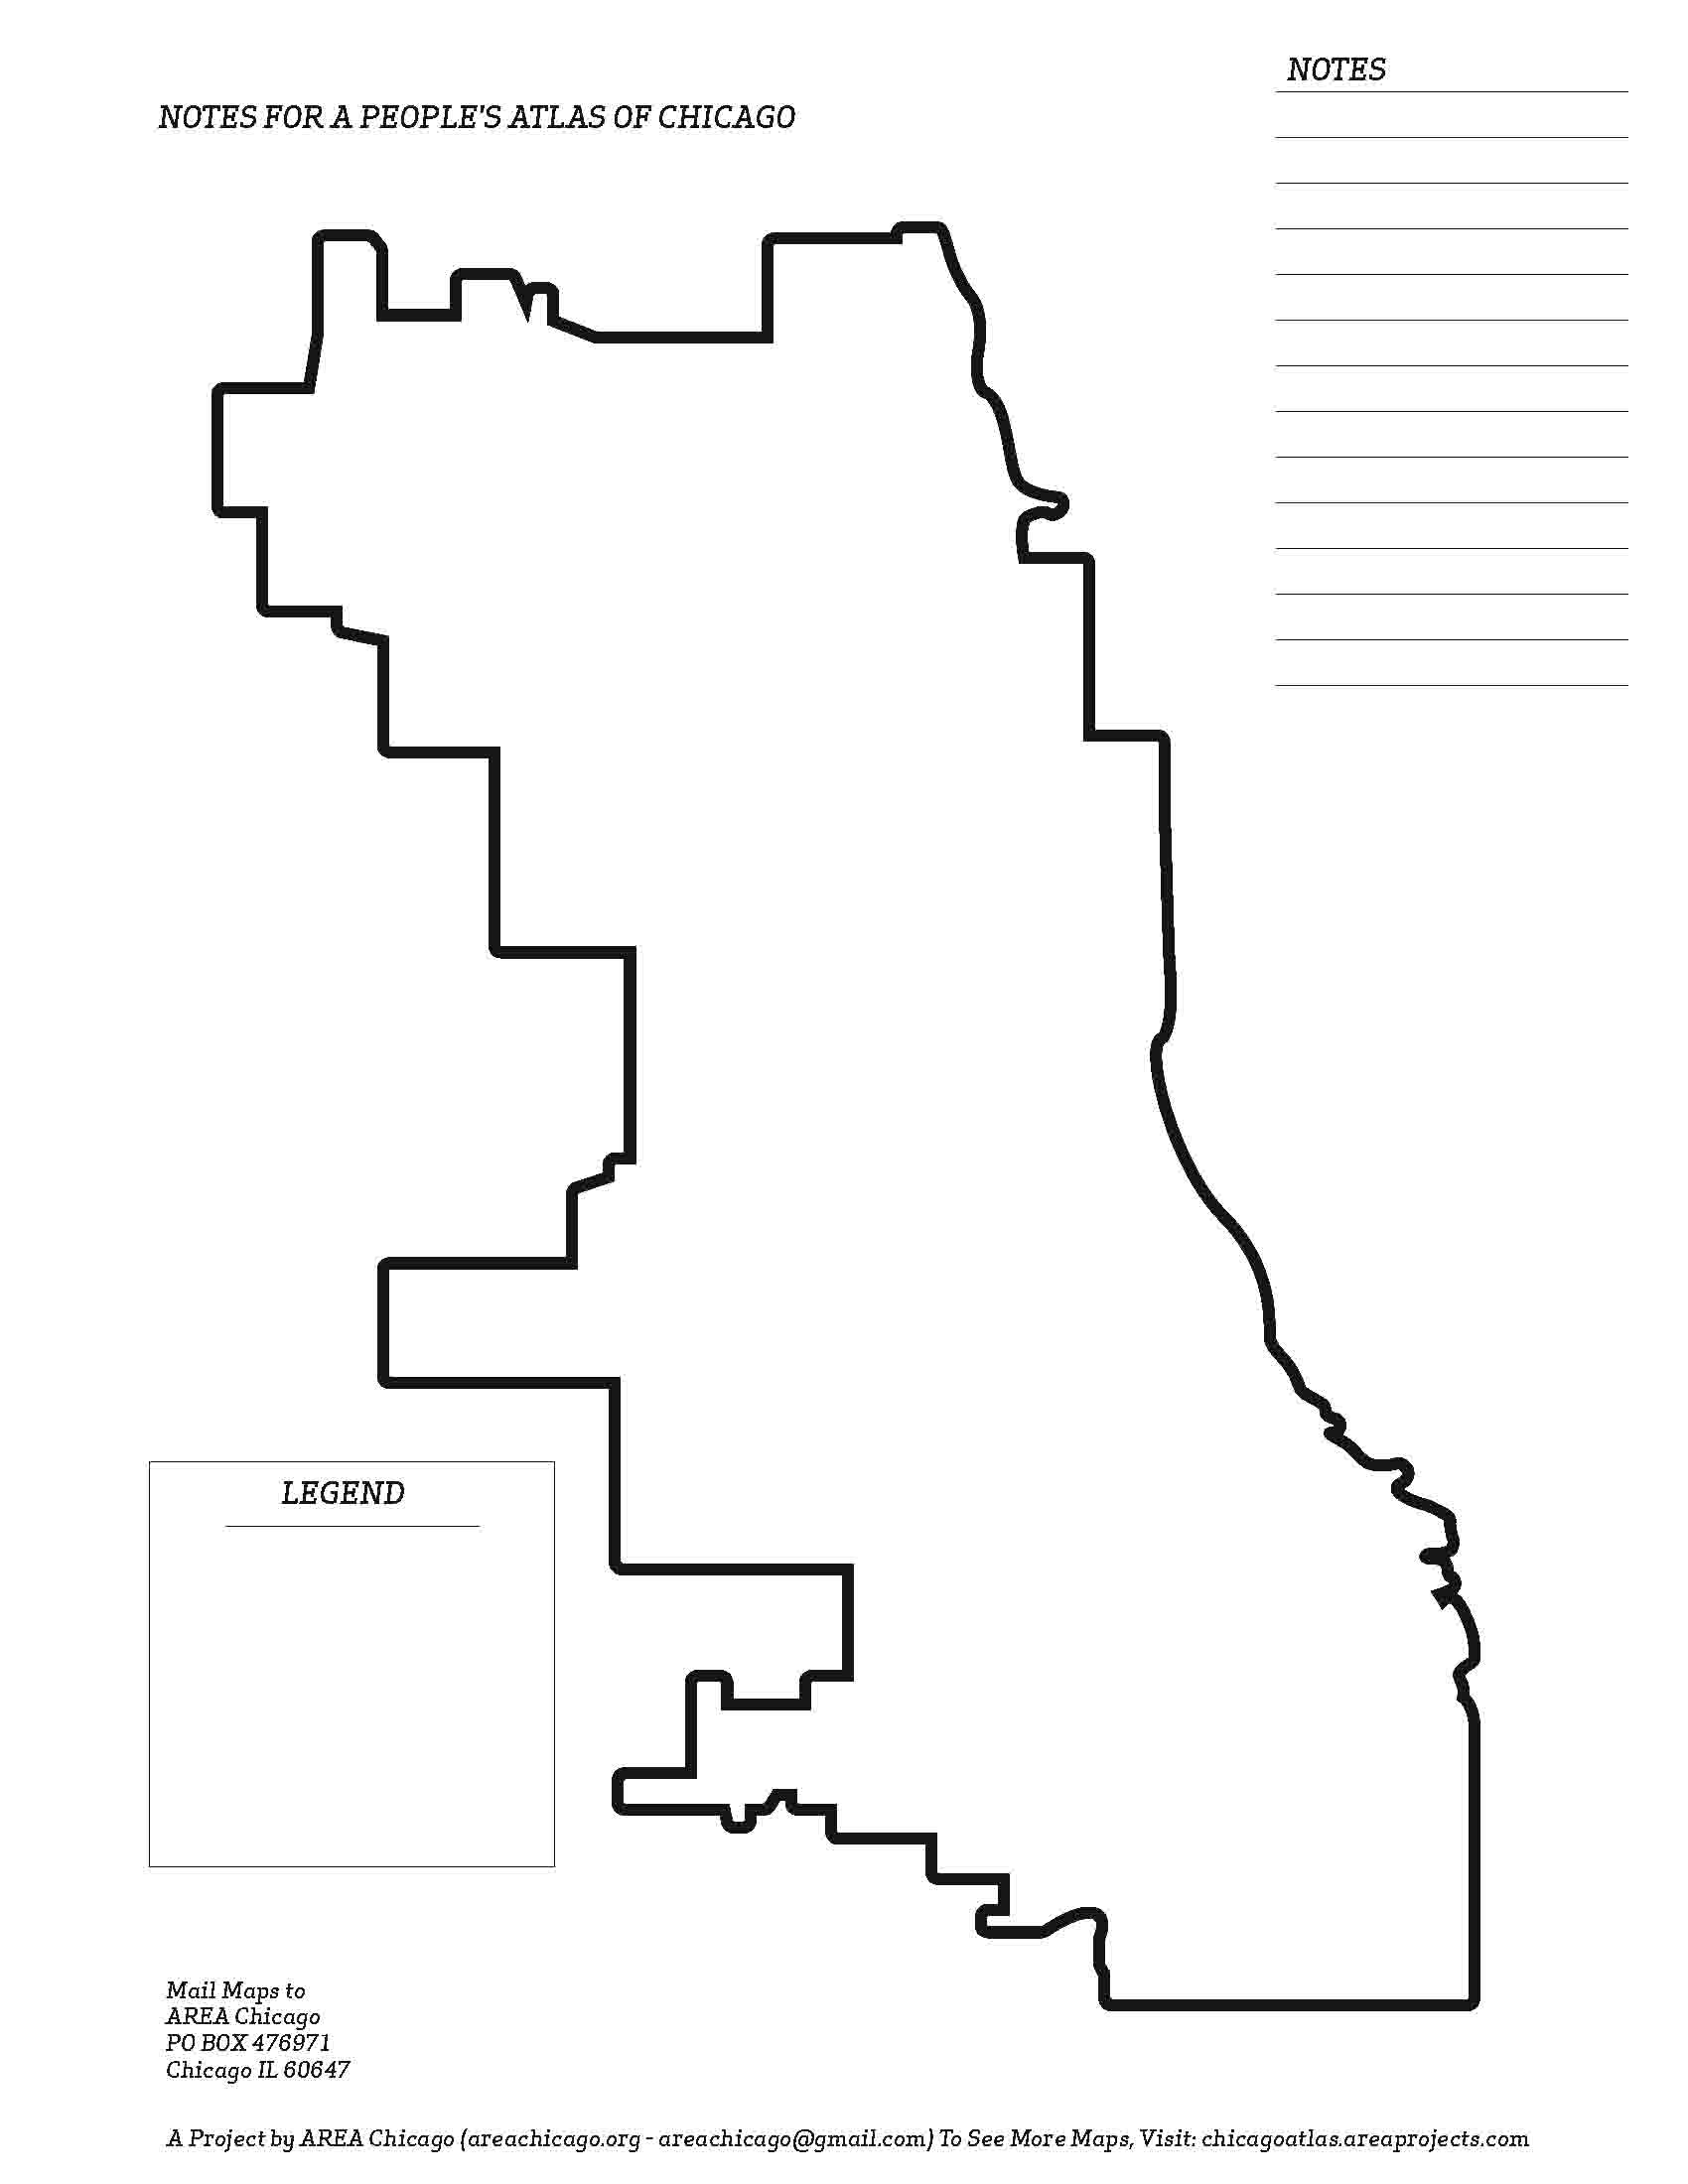 NOTES
NOTES FOR A PEOPLE'S ATLAS OF CHICAGO
LEGEND
Mail Maps to
AREA Chicago
PO BOX 476971
Chicago IL 60647
A Project by AREA Chicago (areachicago.org - areachicago@gmail.com) To See More Maps, Visit: chicagoatlas.areaprojects.com